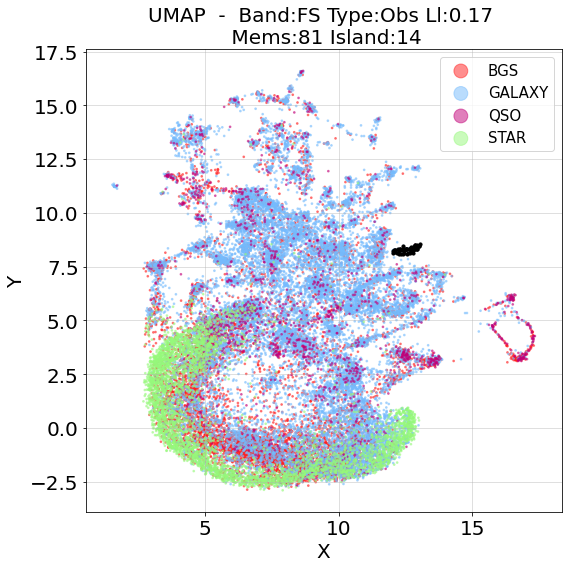 UMAP - Band:FS Type:Obs Ll:0.17
Mems:81 Island:14
BGS
GALAXY
QSO
STAR
17.5
15.0
12.5
10.0
7.5
5.0
2.5
0.0
−2.5
Y
5
10
15
X